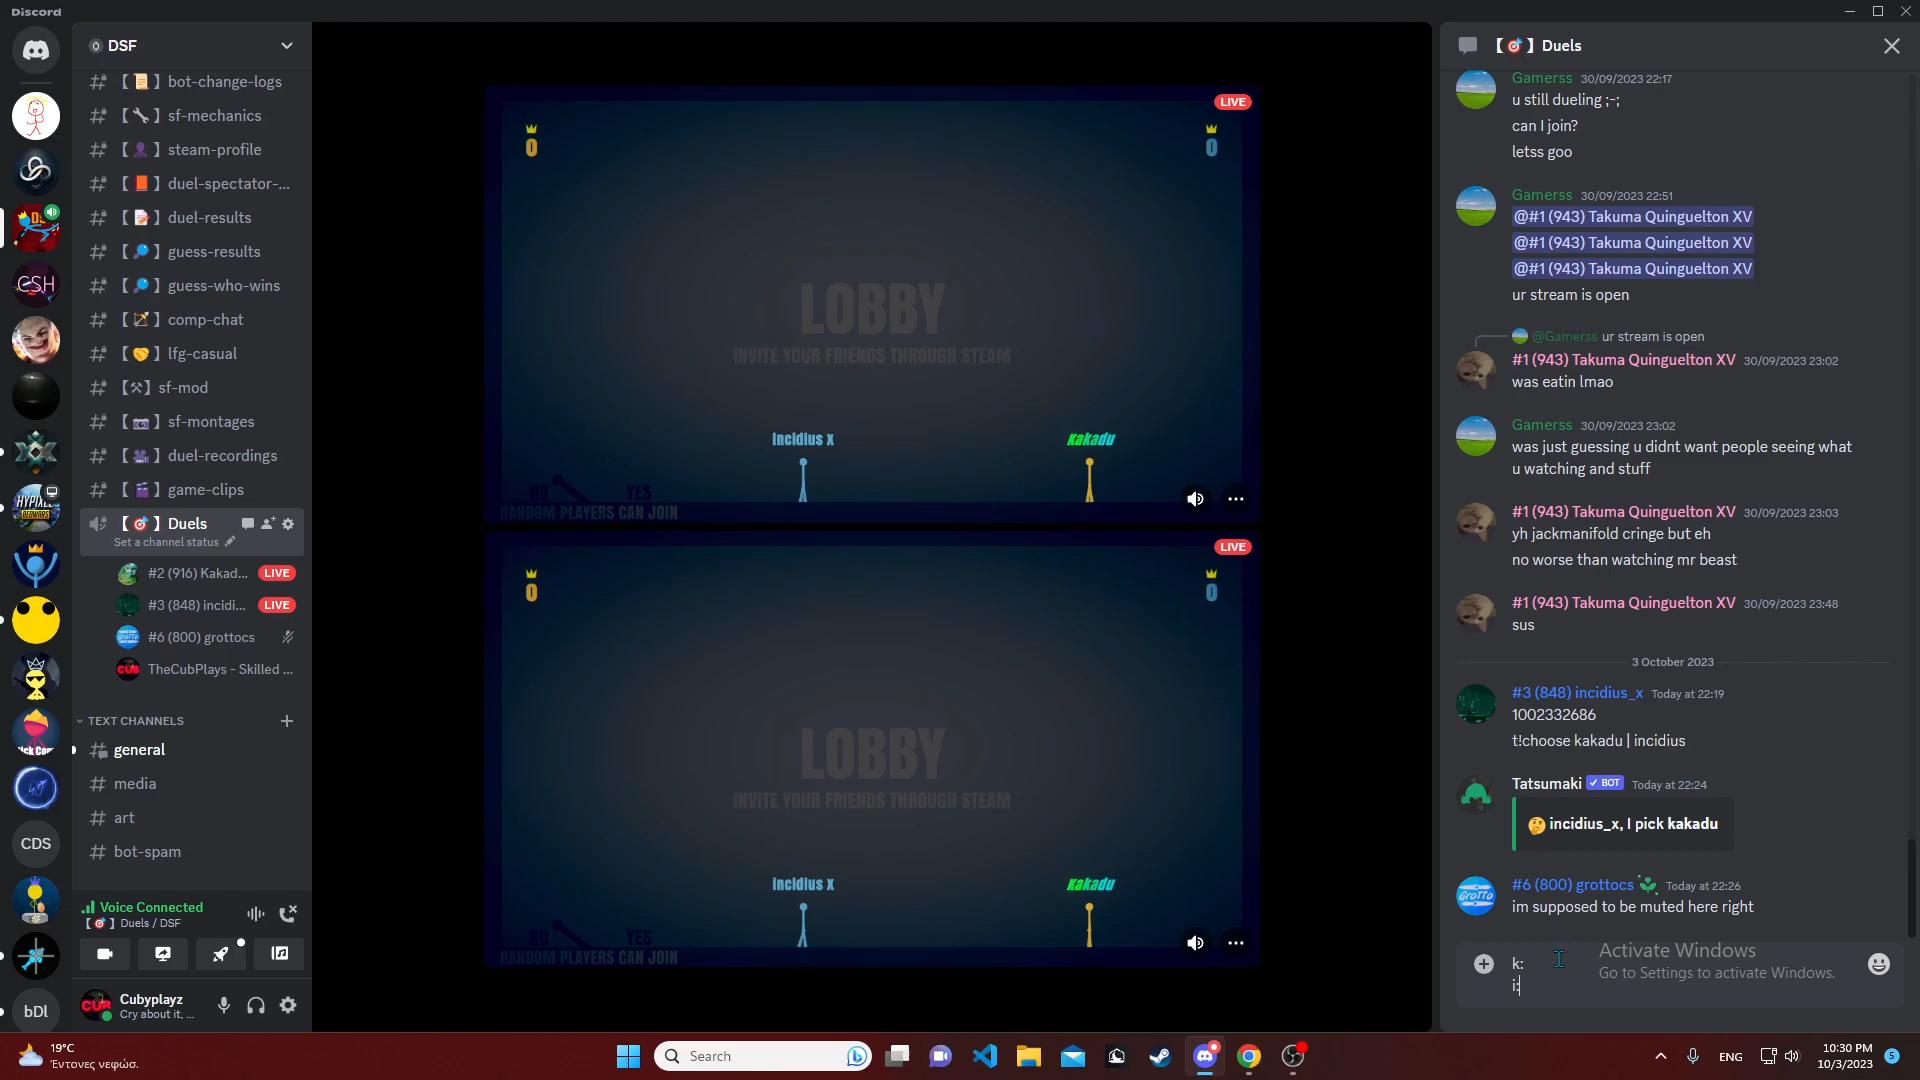 Discord
DSF
bot-change-logs
sf-mechanics
steam-profile
duel-spectator-...
duel-results
guess-results
guess-who-wins
comp-chat
lfg-casual
sf-mod
sf-montages
duel-recordings
game-clips
Duels
Set a channel status
#2 (916) Kakad... LIVE
#3 (848) incidi... LIVE
#6 (800) grottocs
TheCubPlays - Skilled ...
TEXT CHANNELS
general
media
art
bot-spam
Voice Connected
【 】 Duels / DSF
Cubyplayz
Cry about it, ...
CSH
CDS
bDl
LIVE
0
0
LOBBY
INVITE YOUR FRIENDS THROUGH STEAM
Incidius X
Kakadu
NO YES
RANDOM PLAYERS CAN JOIN
LIVE
0
0
LOBBY
INVITE YOUR FRIENDS THROUGH STEAM
Incidius X
Kakadu
NO YES
RANDOM PLAYERS CAN JOIN
【 】 Duels
Gamerss 30/09/2023 22:17
u still dueling ;-;
can I join?
letss goo
Gamerss 30/09/2023 22:51
@#1 (943) Takuma Quinguelton XV
@#1 (943) Takuma Quinguelton XV
@#1 (943) Takuma Quinguelton XV
ur stream is open
@Gamerss ur stream is open
#1 (943) Takuma Quinguelton XV 30/09/2023 23:02
was eatin lmao
Gamerss 30/09/2023 23:02
was just guessing u didnt want people seeing what
u watching and stuff
#1 (943) Takuma Quinguelton XV 30/09/2023 23:03
yh jackmanifold cringe but eh
no worse than watching mr beast
#1 (943) Takuma Quinguelton XV 30/09/2023 23:48
sus
3 October 2023
#3 (848) incidius_x Today at 22:19
1002332686
t!choose kakadu | incidius
Tatsumaki BOT Today at 22:24
incidius_x, I pick kakadu
#6 (800) grottocs Today at 22:26
im supposed to be muted here right
k:
i:
Activate Windows
Go to Settings to activate Windows.
19°C
Έντονες νεφώσ.
Search
ENG
10:30 PM
10/3/2023
5